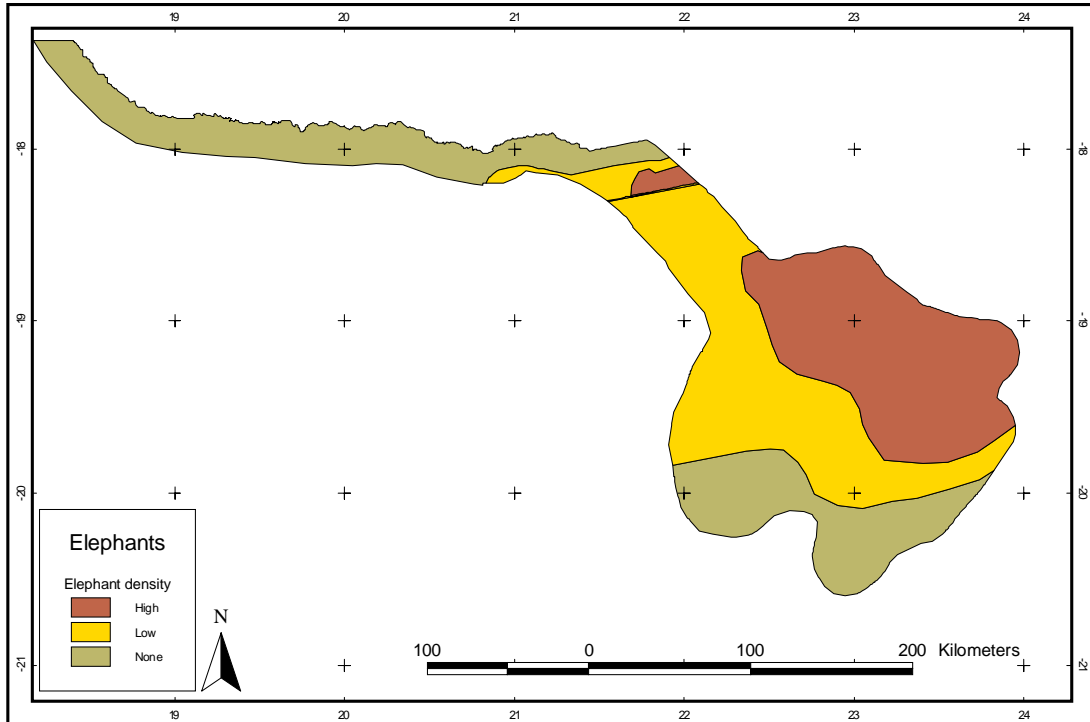 19 20 21 22 23 24
-18 -18
-19 -19
-20 -20
Elephants
Elephant density
High
Low
None
N
100 0 100 200 Kilometers
-21 -21
19 20 21 22 23 24